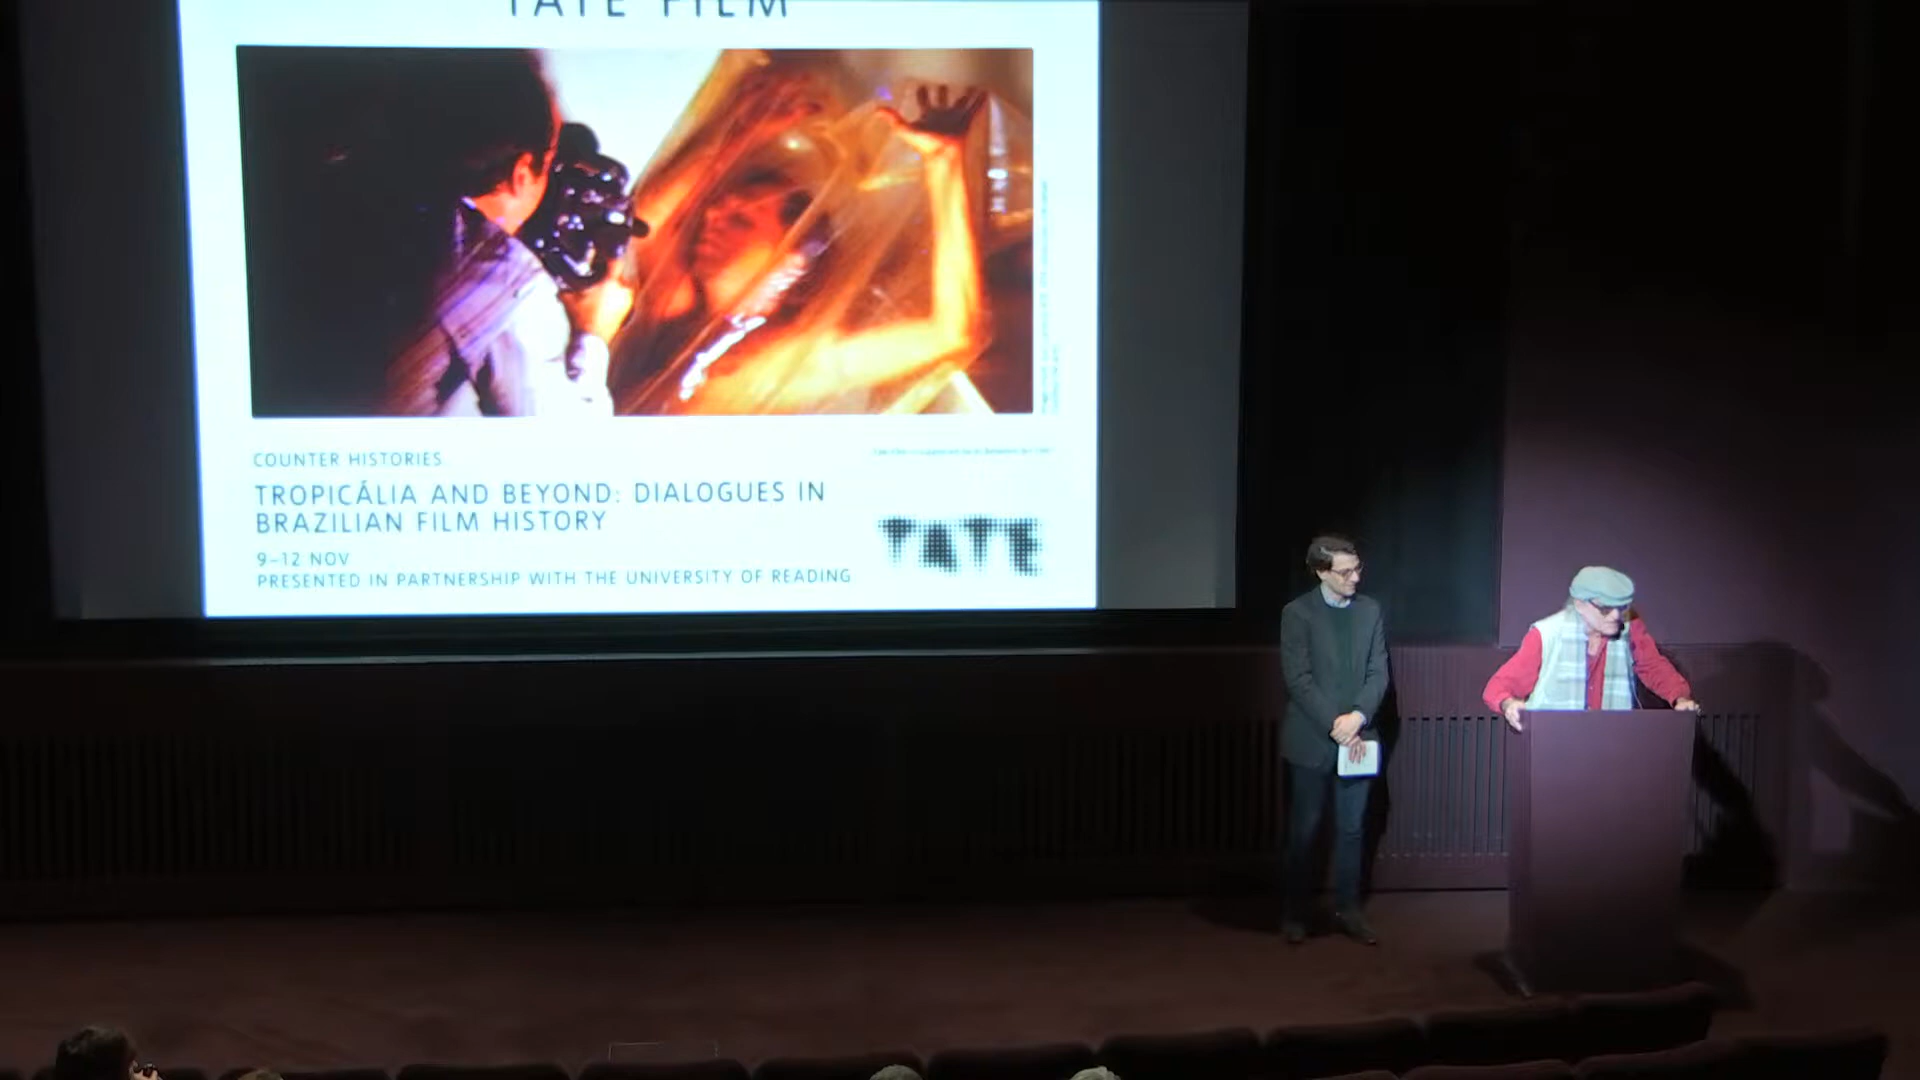 TATE FILM
COUNTER HISTORIES
TROPICÁLIA AND BEYOND: DIALOGUES IN
BRAZILIAN FILM HISTORY
9–12 NOV
PRESENTED IN PARTNERSHIP WITH THE UNIVERSITY OF READING
TATE